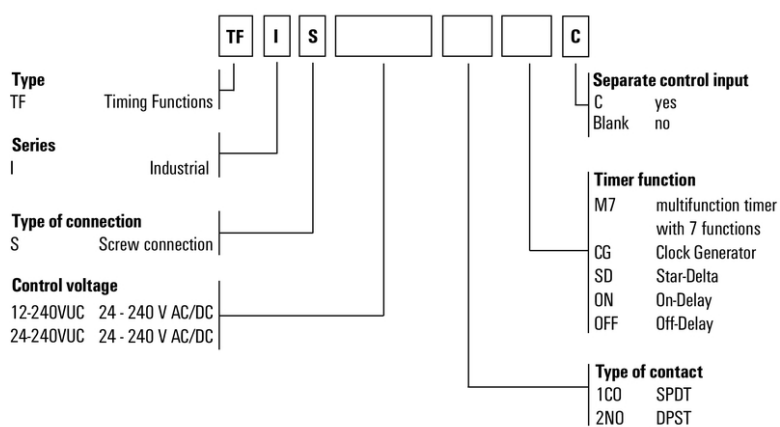 TF I S C
Type
TF Timing Functions
Series
I Industrial
Type of connection
S Screw connection
Control voltage
12-240VUC 24 - 240 V AC/DC
24-240VUC 24 - 240 V AC/DC
Separate control input
C yes
Blank no
Timer function
M7 multifunction timer
with 7 functions
CG Clock Generator
SD Star-Delta
ON On-Delay
OFF Off-Delay
Type of contact
1CO SPDT
2NO DPST